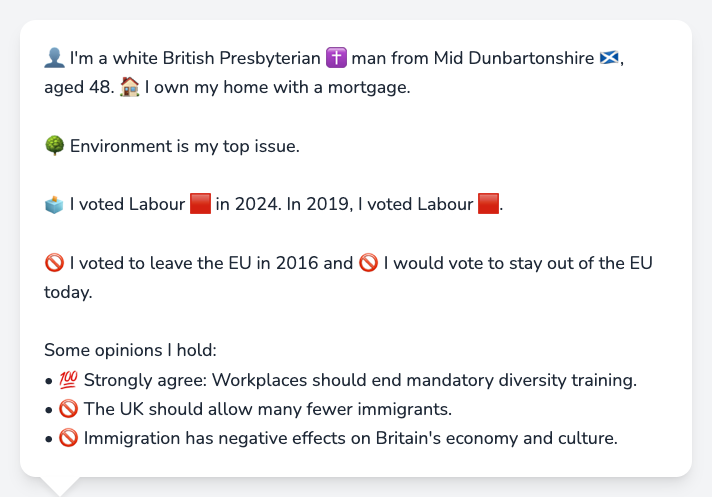 👤 I'm a white British Presbyterian ✝️ man from Mid Dunbartonshire 🏴󠁧󠁢󠁳󠁣󠁴󠁿,
aged 48. 🏠 I own my home with a mortgage.
🌳 Environment is my top issue.
🗳️ I voted Labour 🟥 in 2024. In 2019, I voted Labour 🟥.
🚫 I voted to leave the EU in 2016 and 🚫 I would vote to stay out of the EU
today.
Some opinions I hold:
• 💯 Strongly agree: Workplaces should end mandatory diversity training.
• 🚫 The UK should allow many fewer immigrants.
• 🚫 Immigration has negative effects on Britain's economy and culture.